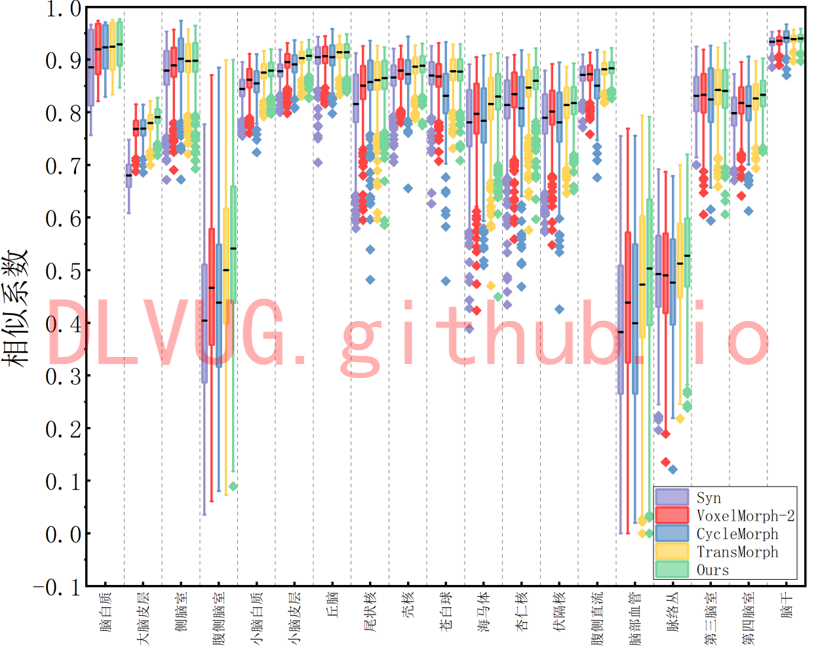 1.0
0.9
0.8
0.7
0.6
0.5
0.4
0.3
0.2
0.1
0.0
-0.1
相似系数
DLVUG.github.io
Syn
VoxelMorph-2
CycleMorph
TransMorph
Ours
脑白质
大脑皮层
侧脑室
腹侧脑室
小脑白质
小脑皮层
丘脑
尾状核
壳核
苍白球
海马体
杏仁核
伏隔核
腹侧直流
脑部血管
脉络丛
第三脑室
第四脑室
脑干